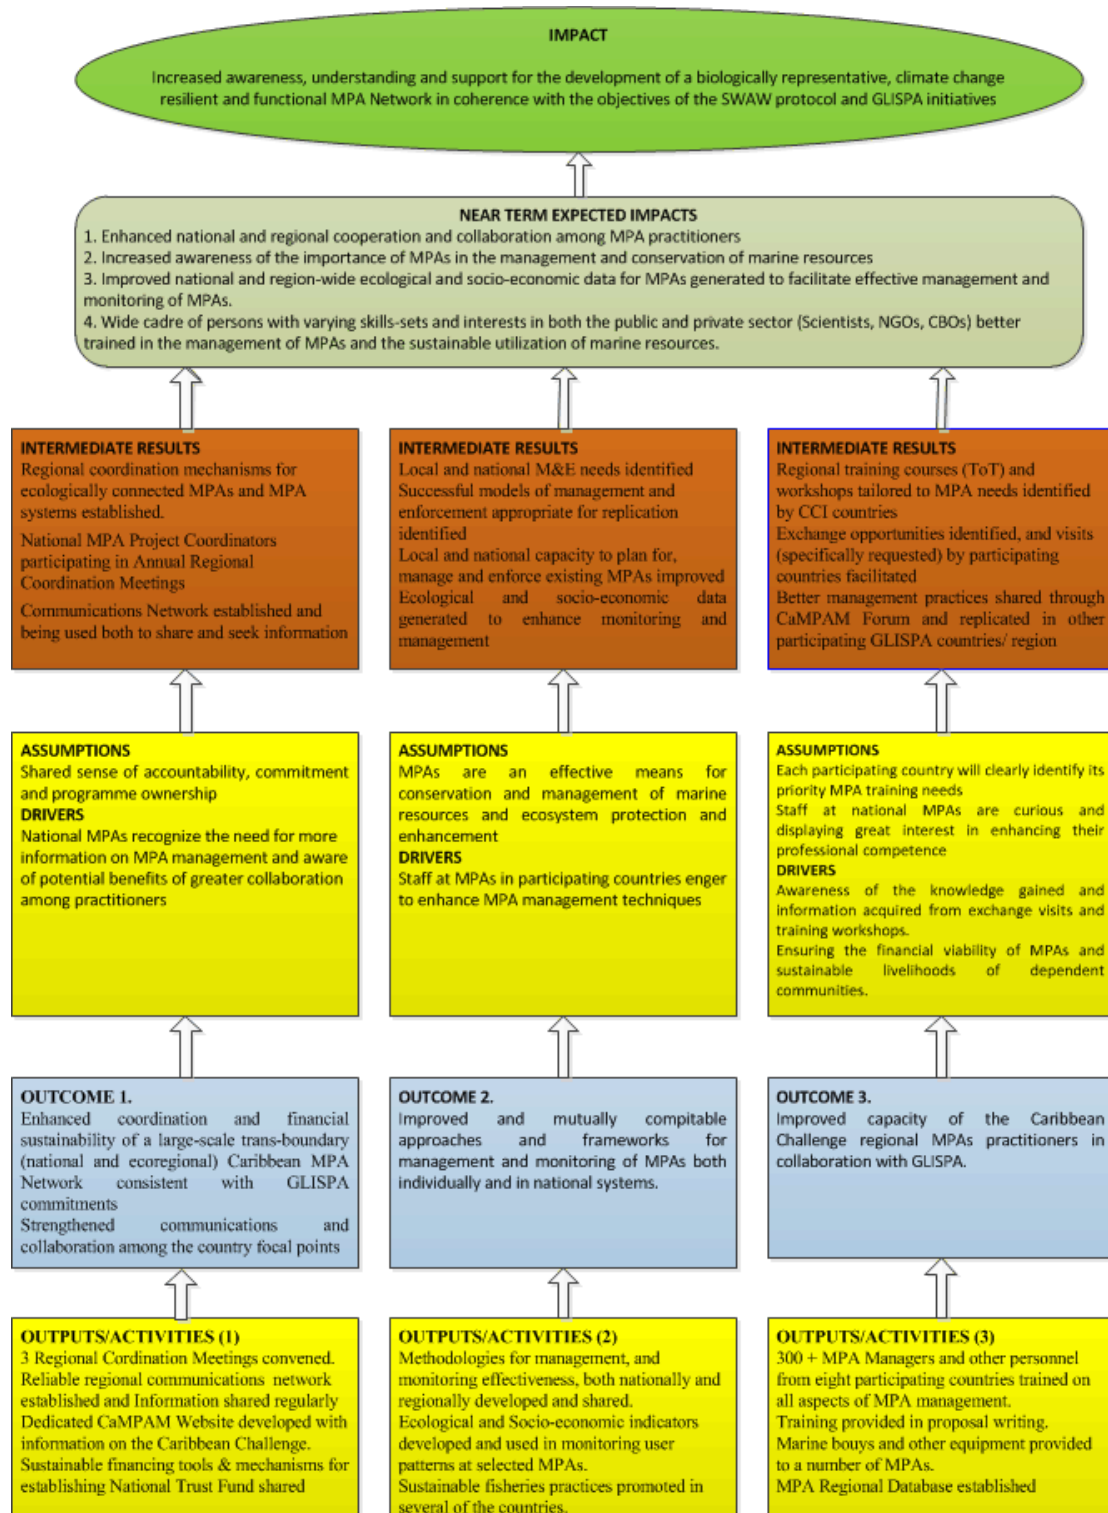 IMPACT
Increased awareness, understanding and support for the development of a biologically representative, climate change
resilient and functional MPA Network in coherence with the objectives of the SWAW protocol and GLISPA initiatives
NEAR TERM EXPECTED IMPACTS
1. Enhanced national and regional cooperation and collaboration among MPA practitioners
2. Increased awareness of the importance of MPAs in the management and conservation of marine resources
3. Improved national and region-wide ecological and socio-economic data for MPAs generated to facilitate effective management and
monitoring of MPAs.
4. Wide cadre of persons with varying skills-sets and interests in both the public and private sector (Scientists, NGOs, CBOs) better
trained in the management of MPAs and the sustainable utilization of marine resources.
INTERMEDIATE RESULTS
Regional coordination mechanisms for
ecologically connected MPAs and MPA
systems established.
National MPA Project Coordinators
participating in Annual Regional
Coordination Meetings
Communications Network established and
being used both to share and seek information
INTERMEDIATE RESULTS
Local and national M&E needs identified
Successful models of management and
enforcement appropriate for replication
identified
Local and national capacity to plan for,
manage and enforce existing MPAs improved
Ecological and socio-economic data
generated to enhance monitoring and
management
INTERMEDIATE RESULTS
Regional training courses (ToT) and
workshops tailored to MPA needs identified
by CCI countries
Exchange opportunities identified, and visits
(specifically requested) by participating
countries facilitated
Better management practices shared through
CaMPAM Forum and replicated in other
participating GLISPA countries/ region
ASSUMPTIONS
Shared sense of accountability, commitment
and programme ownership
DRIVERS
National MPAs recognize the need for more
information on MPA management and aware
of potential benefits of greater collaboration
among practitioners
ASSUMPTIONS
MPAs are an effective means for
conservation and management of marine
resources and ecosystem protection and
enhancement
DRIVERS
Staff at MPAs in participating countries enger
to enhance MPA management techniques
ASSUMPTIONS
Each participating country will clearly identify its
priority MPA training needs
Staff at national MPAs are curious and
displaying great interest in enhancing their
professional competence
DRIVERS
Awareness of the knowledge gained and
information acquired from exchange visits and
training workshops.
Ensuring the financial viability of MPAs and
sustainable livelihoods of dependent
communities.
OUTCOME 1.
Enhanced coordination and financial
sustainability of a large-scale trans-boundary
(national and ecoregional) Caribbean MPA
Network consistent with GLISPA
commitments
Strengthened communications and
collaboration among the country focal points
OUTCOME 2.
Improved and mutually compitable
approaches and frameworks for
management and monitoring of MPAs both
individually and in national systems.
OUTCOME 3.
Improved capacity of the Caribbean
Challenge regional MPAs practitioners in
collaboration with GLISPA.
OUTPUTS/ACTIVITIES (1)
3 Regional Cordination Meetings convened.
Reliable regional communications network
established and Information shared regularly
Dedicated CaMPAM Website developed with
information on the Caribbean Challenge.
Sustainable financing tools & mechanisms for
establishing National Trust Fund shared
OUTPUTS/ACTIVITIES (2)
Methodologies for management, and
monitoring effectiveness, both nationally and
regionally developed and shared.
Ecological and Socio-economic indicators
developed and used in monitoring user
patterns at selected MPAs.
Sustainable fisheries practices promoted in
several of the countries.
OUTPUTS/ACTIVITIES (3)
300 + MPA Managers and other personnel
from eight participating countries trained on
all aspects of MPA management.
Training provided in proposal writing.
Marine bouys and other equipment provided
to a number of MPAs.
MPA Regional Database established